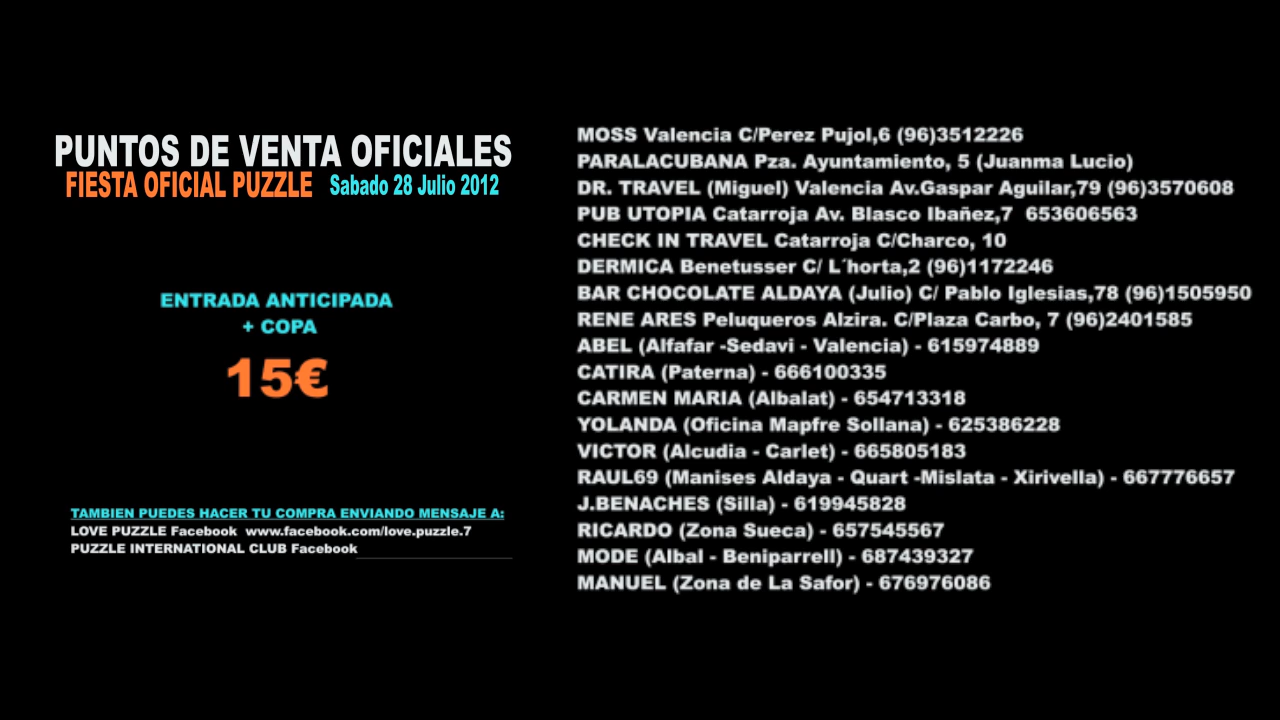 PUNTOS DE VENTA OFICIALES
FIESTA OFICIAL PUZZLE Sabado 28 Julio 2012
ENTRADA ANTICIPADA
+ COPA
15€
TAMBIEN PUEDES HACER TU COMPRA ENVIANDO MENSAJE A:
LOVE PUZZLE Facebook www.facebook.com/love.puzzle.7
PUZZLE INTERNATIONAL CLUB Facebook
MOSS Valencia C/Perez Pujol,6 (96)3512226
PARALACUBANA Pza. Ayuntamiento, 5 (Juanma Lucio)
DR. TRAVEL (Miguel) Valencia Av.Gaspar Aguilar,79 (96)3570608
PUB UTOPIA Catarroja Av. Blasco Ibañez,7 653606563
CHECK IN TRAVEL Catarroja C/Charco, 10
DERMICA Benetusser C/ L´horta,2 (96)1172246
BAR CHOCOLATE ALDAYA (Julio) C/ Pablo Iglesias,78 (96)1505950
RENE ARES Peluqueros Alzira. C/Plaza Carbo, 7 (96)2401585
ABEL (Alfafar -Sedavi - Valencia) - 615974889
CATIRA (Paterna) - 666100335
CARMEN MARIA (Albalat) - 654713318
YOLANDA (Oficina Mapfre Sollana) - 625386228
VICTOR (Alcudia - Carlet) - 665805183
RAUL69 (Manises Aldaya - Quart -Mislata - Xirivella) - 667776657
J.BENACHES (Silla) - 619945828
RICARDO (Zona Sueca) - 657545567
MODE (Albal - Beniparrell) - 687439327
MANUEL (Zona de La Safor) - 676976086